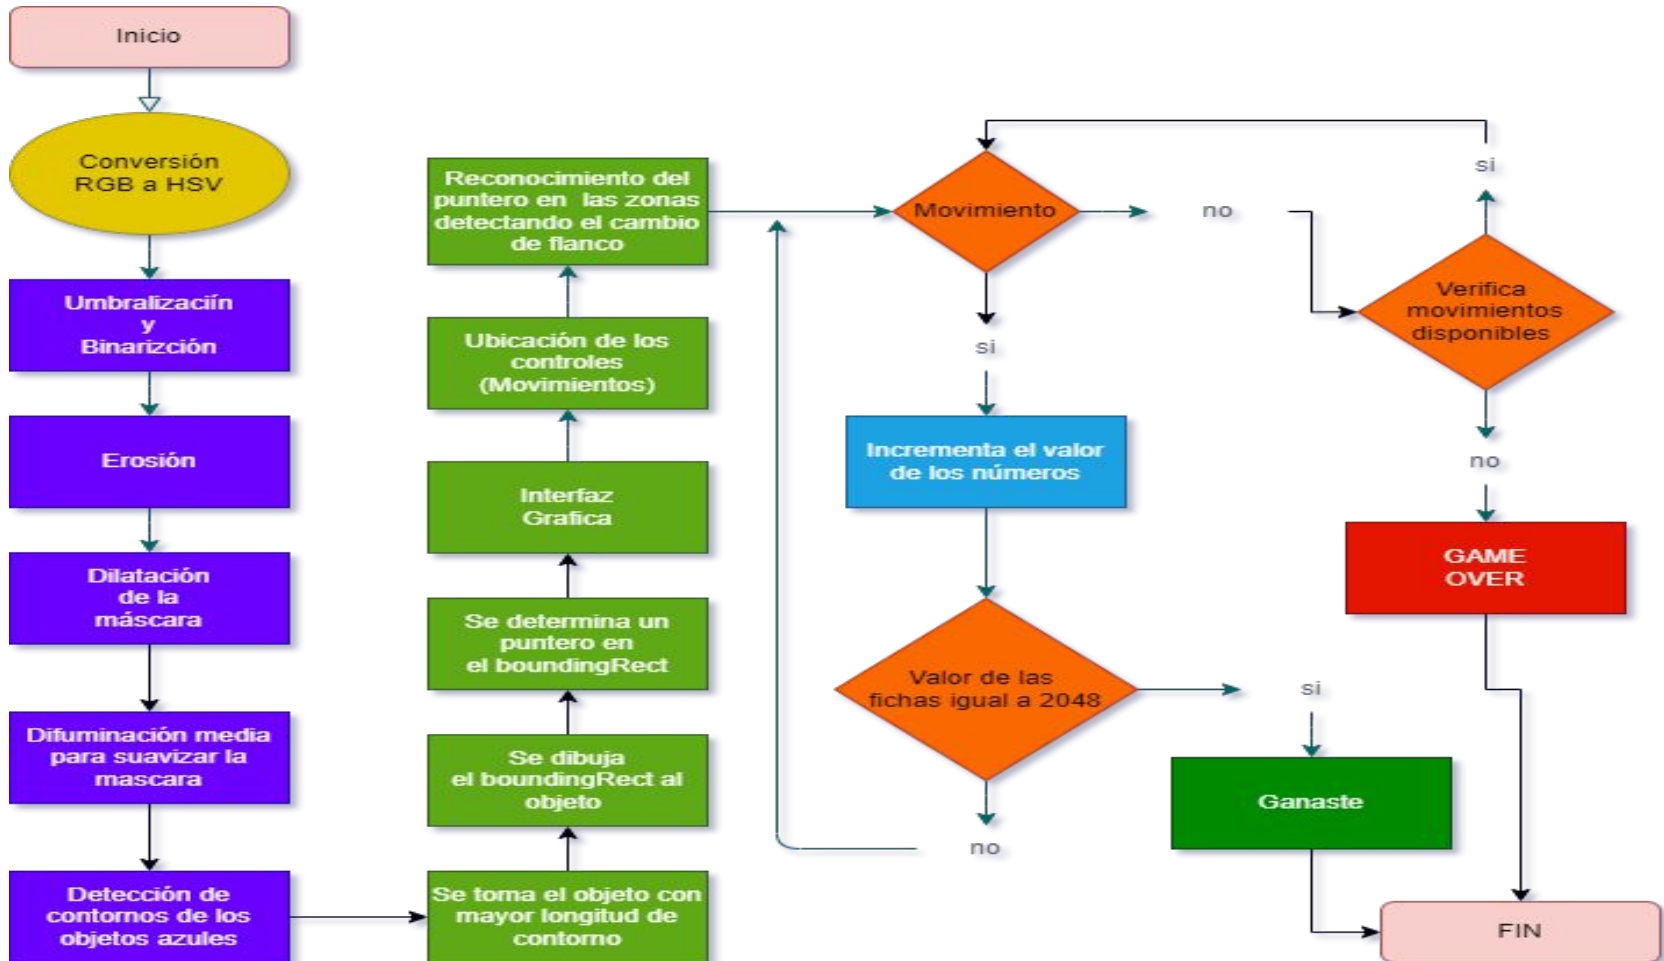 Inicio
Conversión
RGB a HSV
Umbralizaciín
y
Binarizción
Erosión
Dilatación
de la
máscara
Difuminación media
para suavizar la
mascara
Detección de
contornos de los
objetos azules
Se toma el objeto con
mayor longitud de
contorno
Se dibuja
el boundingRect al
objeto
Se determina un
puntero en
el boundingRect
Interfaz
Grafica
Ubicación de los
controles
(Movimientos)
Reconocimiento del
puntero en las zonas
detectando el cambio
de flanco
Movimiento
no
si
Incrementa el valor
de los números
Valor de las
fichas igual a 2048
no
si
Ganaste
Verifica
movimientos
disponibles
si
no
GAME
OVER
FIN